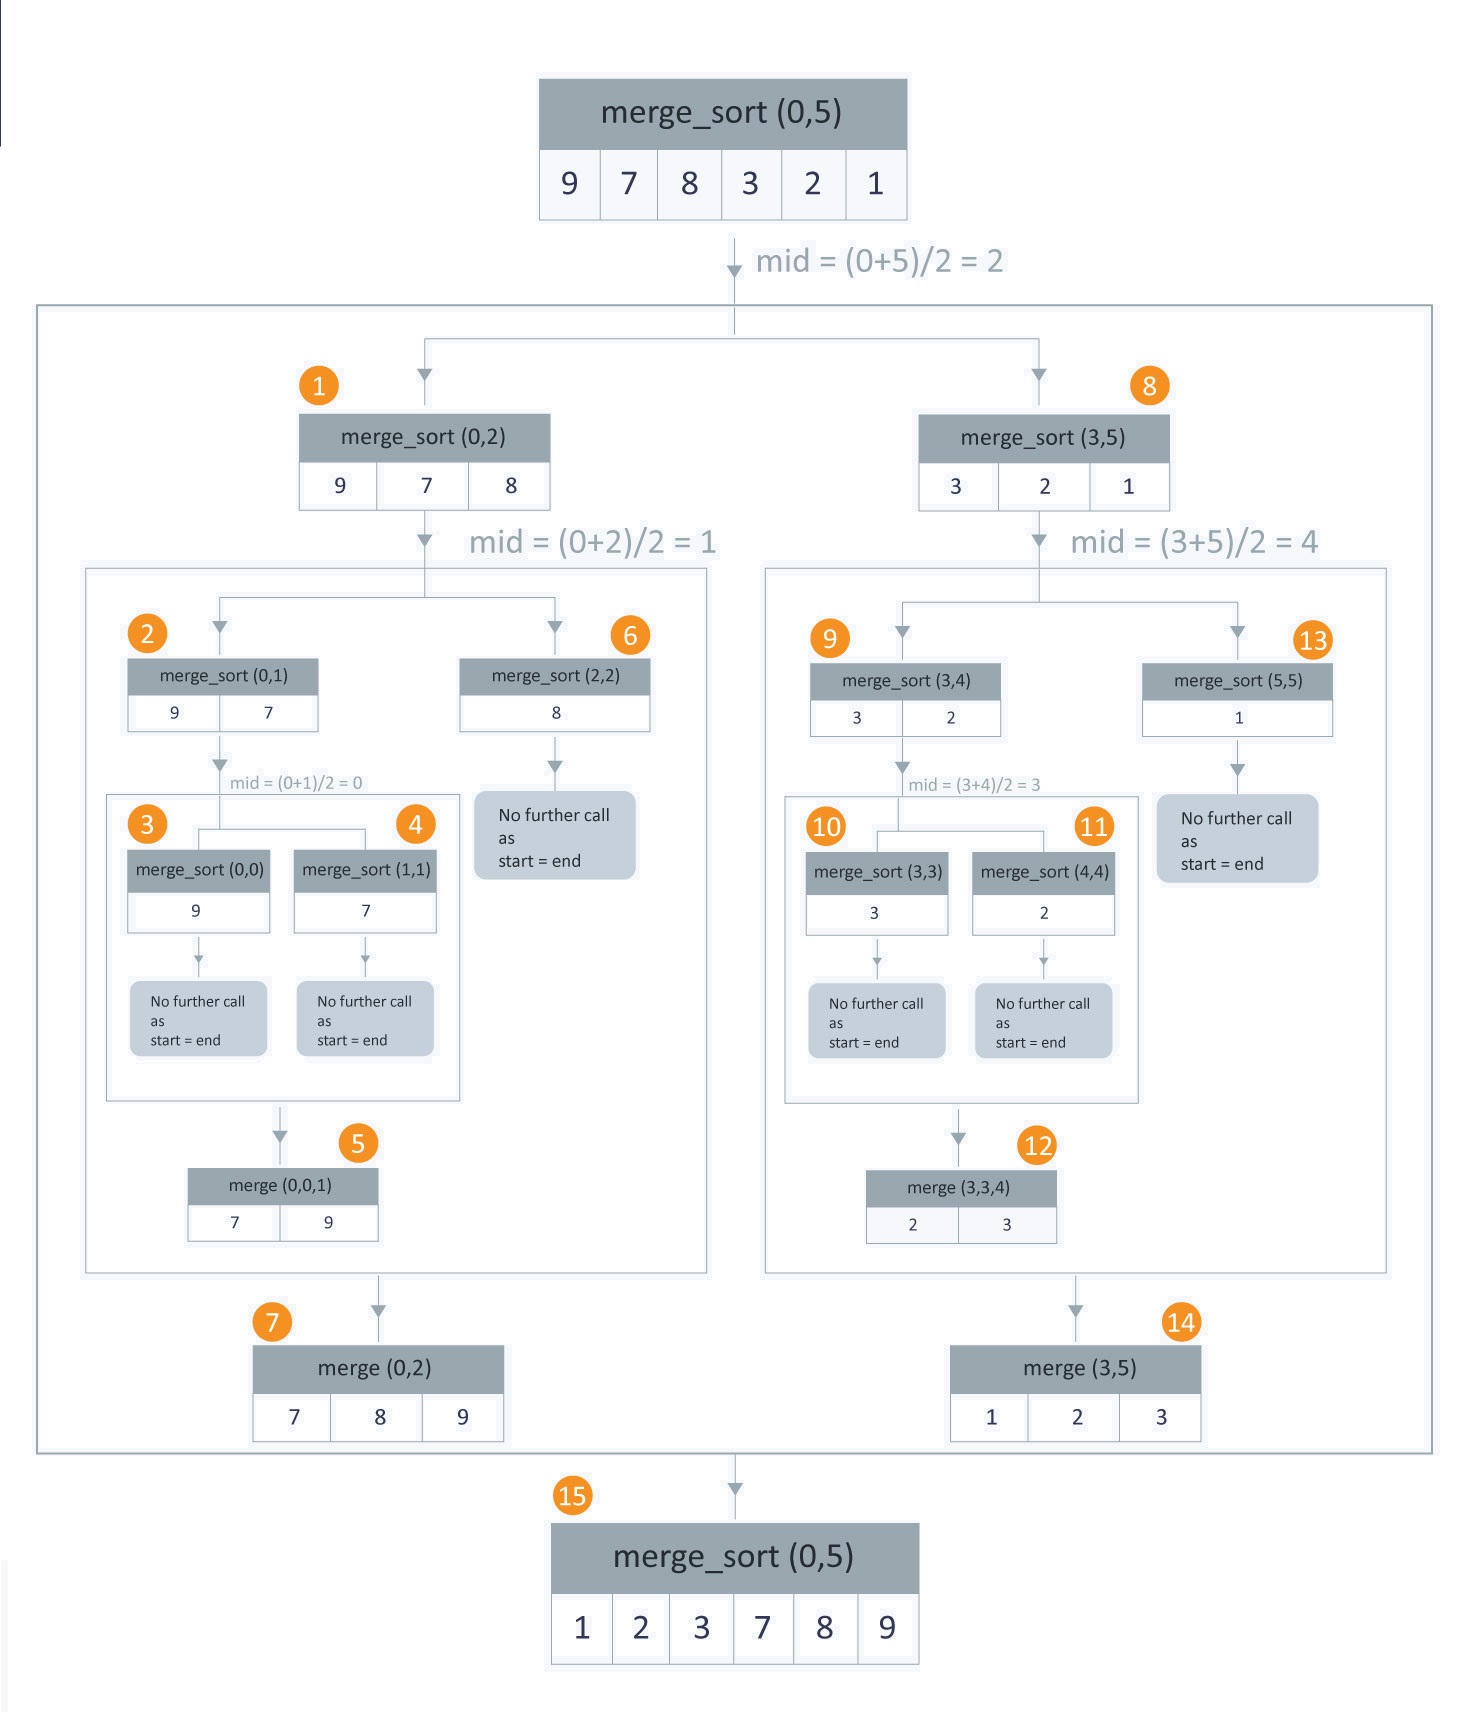 merge_sort (0,5)
9 7 8 3 2 1
mid = (0+5)/2 = 2
1
8
merge_sort (0,2)
9 7 8
merge_sort (3,5)
3 2 1
mid = (0+2)/2 = 1
mid = (3+5)/2 = 4
2
6
9
13
merge_sort (0,1)
9 7
merge_sort (2,2)
8
merge_sort (3,4)
3 2
merge_sort (5,5)
1
mid = (0+1)/2 = 0
mid = (3+4)/2 = 3
No further call
as
start = end
No further call
as
start = end
3
4
10
11
merge_sort (0,0)
9
merge_sort (1,1)
7
merge_sort (3,3)
3
merge_sort (4,4)
2
No further call
as
start = end
No further call
as
start = end
No further call
as
start = end
No further call
as
start = end
5
12
merge (0,0,1)
7 9
merge (3,3,4)
2 3
7
14
merge (0,2)
7 8 9
merge (3,5)
1 2 3
15
merge_sort (0,5)
1 2 3 7 8 9